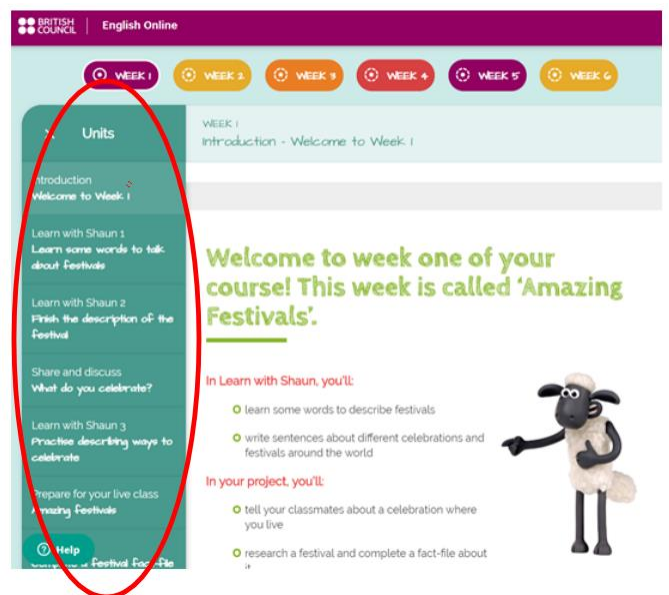 BRITISH
COUNCIL
English Online
WEEK 1
WEEK 2
WEEK 3
WEEK 4
WEEK 5
WEEK 6
Units
WEEK 1
Introduction - Welcome to Week 1
Introduction
Welcome to Week 1
Learn with Shaun 1
Learn some words to talk
about festivals
Learn with Shaun 2
Finish the description of the
festival
Share and discuss
What do you celebrate?
Learn with Shaun 3
Practise describing ways to
celebrate
Prepare for your live class
Amazing festivals
Help
Complete a festival fact-file
Welcome to week one of your
course! This week is called ‘Amazing
Festivals’.
In Learn with Shaun, you'll:
learn some words to describe festivals
write sentences about different celebrations and
festivals around the world
In your project, you'll:
tell your classmates about a celebration where
you live
research a festival and complete a fact-file about